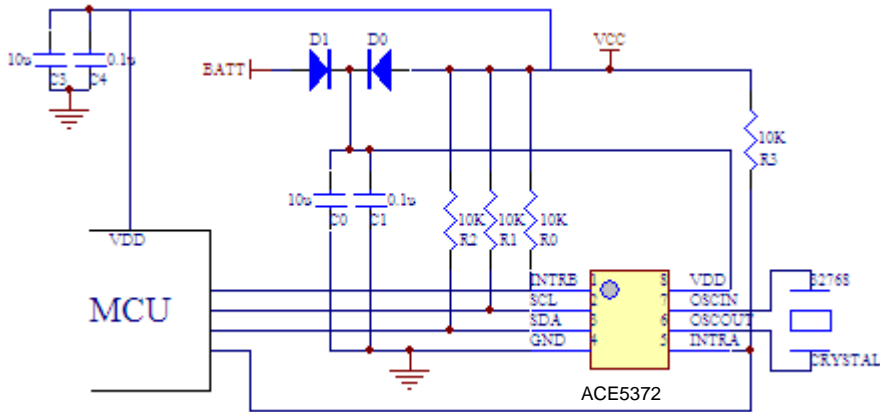 D1
D0
VCC
10u
0.1u
C3
C4
BATT
10K
R3
VDD
10u
0.1u
C0
C1
10K
10K
10K
R2
R1
R0
MCU
INTRB
1
8
VDD
32768
SCL
2
7
OSCIN
SDA
3
6
OSCOUT
GND
4
5
INTRA
CRYSTAL
ACE5372